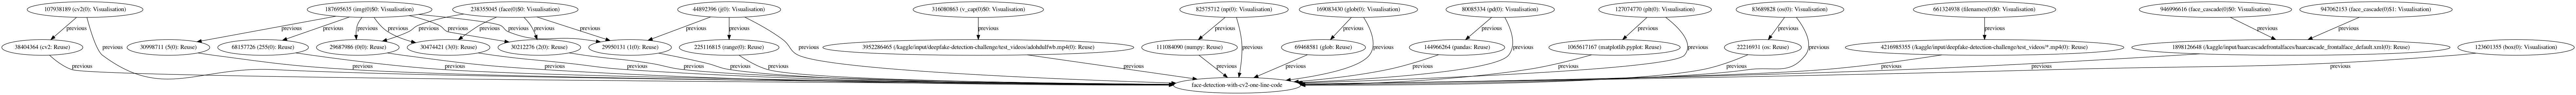 107938189 (cv2(0): Visualisation)
187695635 (img(0)$0: Visualisation)
238355045 (face(0)$0: Visualisation)
44892396 (j(0): Visualisation)
316080863 (v_cap(0)$0: Visualisation)
82575712 (np(0): Visualisation)
169083430 (glob(0): Visualisation)
80085334 (pd(0): Visualisation)
127074770 (plt(0): Visualisation)
83689828 (os(0): Visualisation)
661324938 (filenames(0)$0: Visualisation)
946996616 (face_cascade(0)$0: Visualisation)
947062153 (face_cascade(0)$1: Visualisation)
previous previous previous previous previous previous previous previous previous previous previous previous previous previous previous previous previous previous
38404364 (cv2: Reuse)
previous
30998711 (5(0): Reuse)
68157726 (255(0): Reuse)
29687986 (0(0): Reuse)
30474421 (3(0): Reuse)
30212276 (2(0): Reuse)
29950131 (1(0): Reuse)
225116815 (range(0): Reuse)
previous
3952286465 (/kaggle/input/deepfake-detection-challenge/test_videos/adohdulfwb.mp4(0): Reuse)
111084090 (numpy: Reuse)
previous
69468581 (glob: Reuse)
previous
144966264 (pandas: Reuse)
previous
1065617167 (matplotlib.pyplot: Reuse)
previous
22216931 (os: Reuse)
previous
4216985355 (/kaggle/input/deepfake-detection-challenge/test_videos/*.mp4(0): Reuse)
1898126648 (/kaggle/input/haarcascadefrontalfaces/haarcascade_frontalface_default.xml(0): Reuse)
123601355 (box(0): Visualisation)
previous previous previous previous previous previous previous previous previous previous previous previous previous previous previous previous previous
face-detection-with-cv2-one-line-code